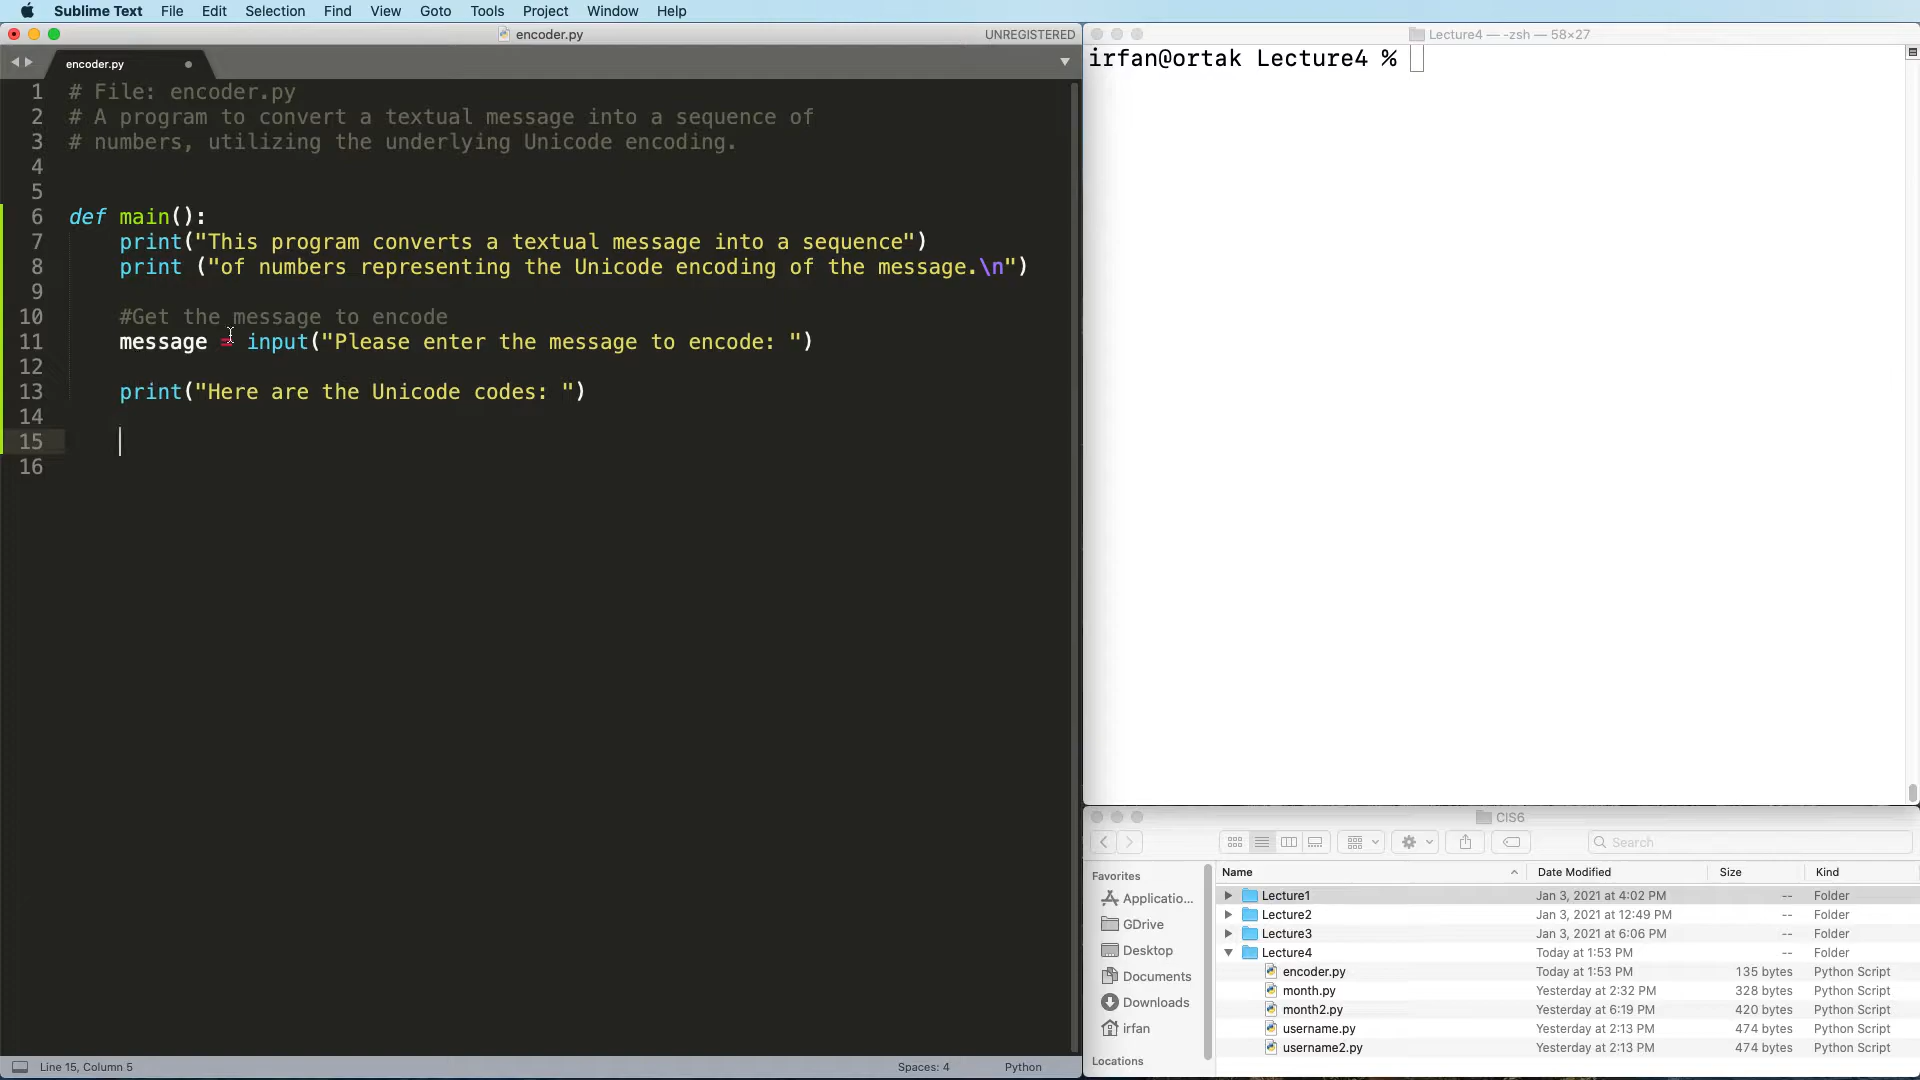 Sublime Text File Edit Selection Find View Goto Tools Project Window Help
encoder.py UNREGISTERED
encoder.py
1 # File: encoder.py
2 # A program to convert a textual message into a sequence of
3 # numbers, utilizing the underlying Unicode encoding.
4
5
6 def main():
7 print("This program converts a textual message into a sequence")
8 print ("of numbers representing the Unicode encoding of the message.\n")
9
10 #Get the message to encode
11 message = input("Please enter the message to encode: ")
12
13 print("Here are the Unicode codes: ")
14
15
16
Line 15, Column 5 Spaces: 4 Python
Lecture4 — -zsh — 58×27
irfan@ortak Lecture4 %
CIS6
Search
Favorites
Applicatio...
GDrive
Desktop
Documents
Downloads
irfan
Locations
Name Date Modified Size Kind
Lecture1 Jan 3, 2021 at 4:02 PM -- Folder
Lecture2 Jan 3, 2021 at 12:49 PM -- Folder
Lecture3 Jan 3, 2021 at 6:06 PM -- Folder
Lecture4 Today at 1:53 PM -- Folder
encoder.py Today at 1:53 PM 135 bytes Python Script
month.py Yesterday at 2:32 PM 328 bytes Python Script
month2.py Yesterday at 6:19 PM 420 bytes Python Script
username.py Yesterday at 2:13 PM 474 bytes Python Script
username2.py Yesterday at 2:13 PM 474 bytes Python Script